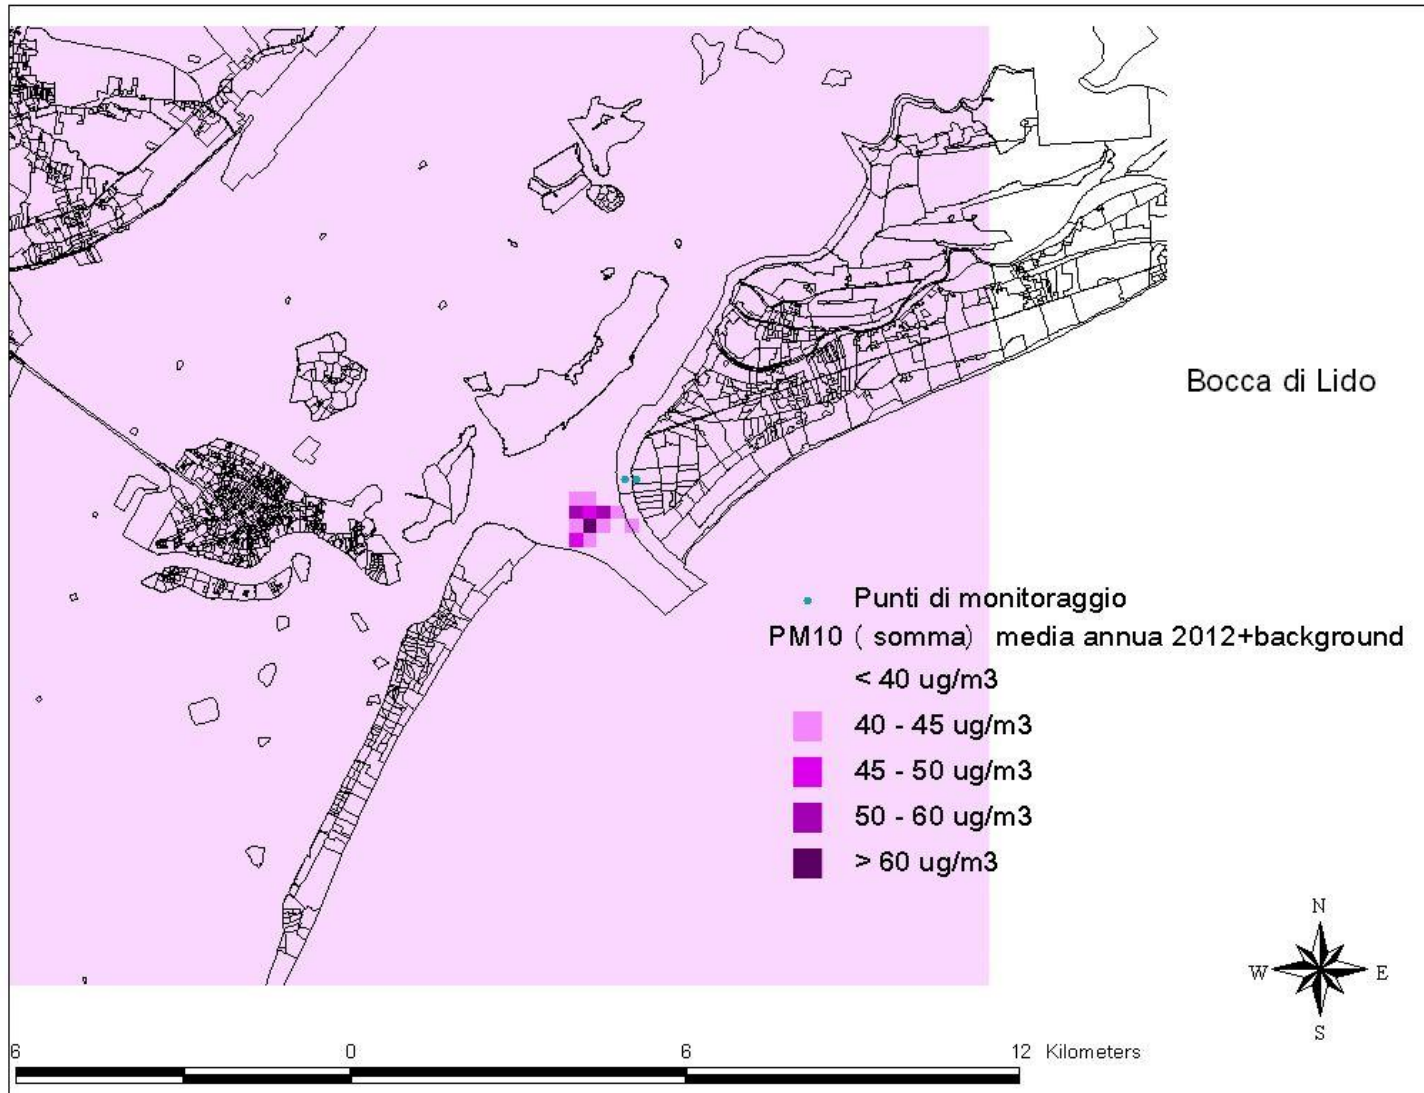 Bocca di Lido
Punti di monitoraggio
PM10 ( somma) media annua 2012+background
< 40 ug/m3
40 - 45 ug/m3
45 - 50 ug/m3
50 - 60 ug/m3
> 60 ug/m3
N
W E
S
6 0 6 12 Kilometers